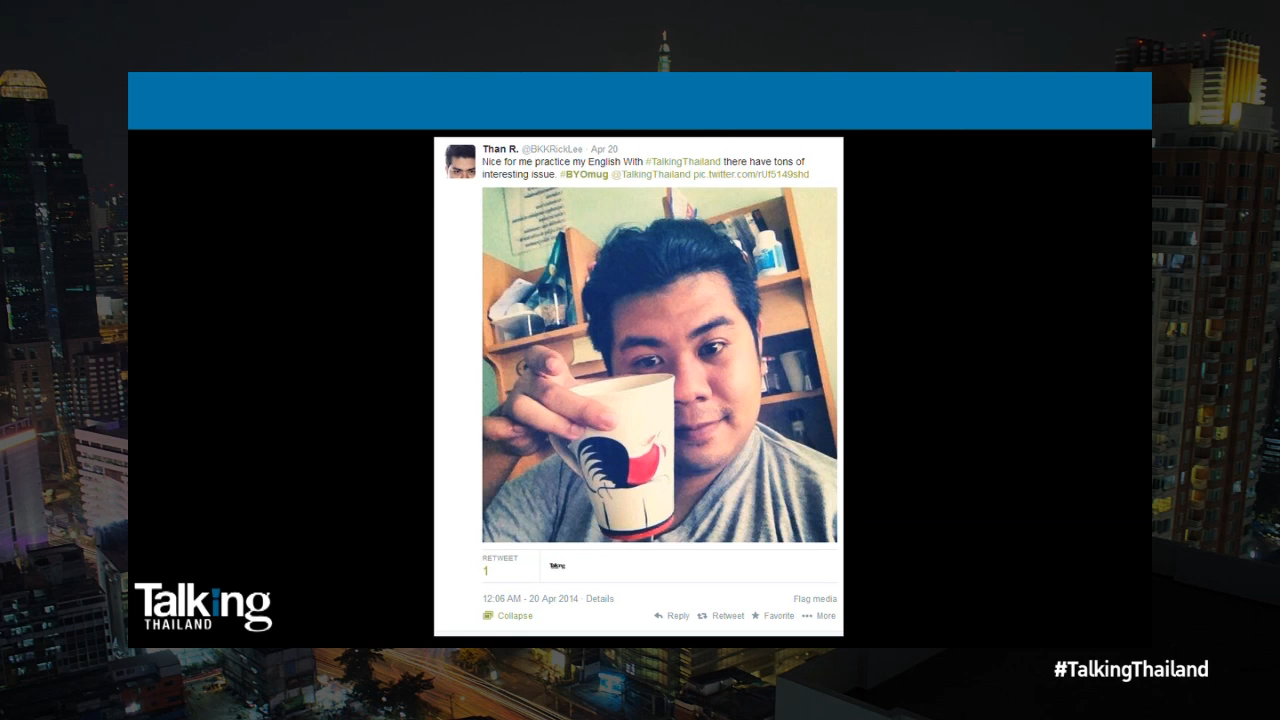 Than R. @BKKRickLee · Apr 20
Nice for me practice my English With #TalkingThailand there have tons of
interesting issue. #BYOmug @TalkingThailand pic.twitter.com/rUf5149shd
RETWEET
1
Talking
12:06 AM - 20 Apr 2014 · Details
Flag media
Collapse
Reply Retweet Favorite More
Talking
THAILAND
#TalkingThailand